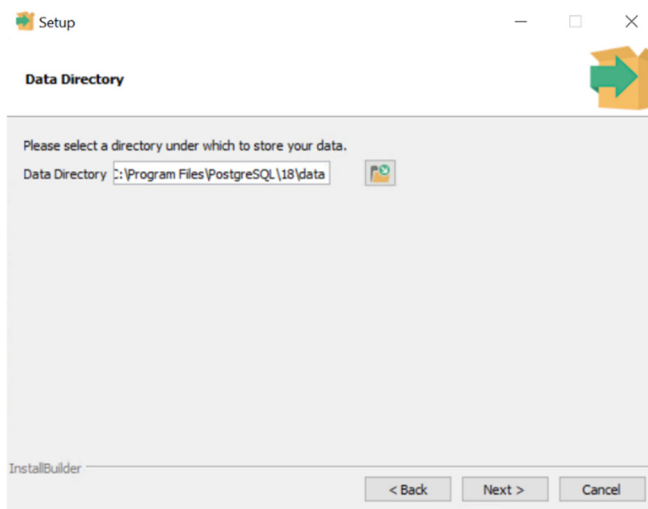 Setup
Data Directory
Please select a directory under which to store your data.
Data Directory C:\Program Files\PostgreSQL\18\data
InstallBuilder
< Back Next > Cancel